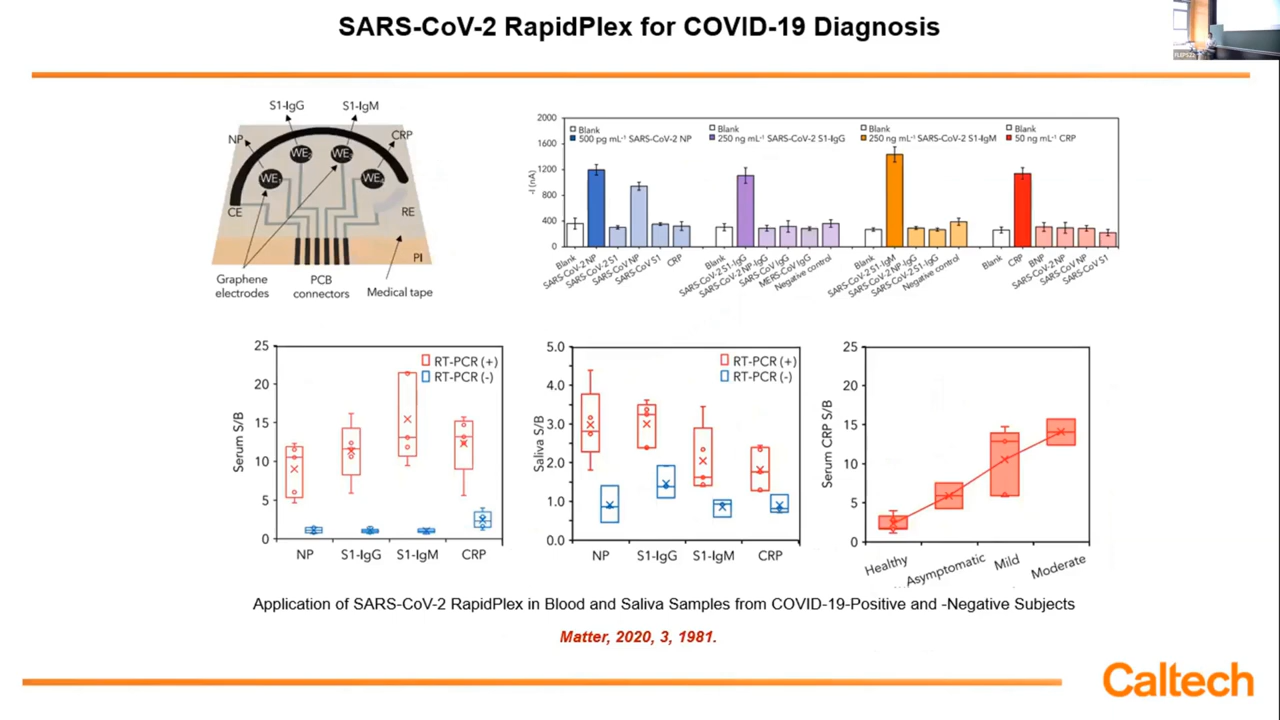 SARS-CoV-2 RapidPlex for COVID-19 Diagnosis
FLEPS22
S1-IgG
S1-IgM
NP
CRP
WE
WE
WE
WE
CE
RE
PI
Graphene
electrodes
PCB
connectors
Medical tape
-I (nA)
2000
1600
1200
800
400
0
Blank
500 pg mL⁻¹ SARS-CoV-2 NP
Blank
250 ng mL⁻¹ SARS-CoV-2 S1-IgG
Blank
250 ng mL⁻¹ SARS-CoV-2 S1-IgM
Blank
50 ng mL⁻¹ CRP
Blank
SARS-CoV-2 NP
SARS-CoV-2 S1
SARS-CoV NP
SARS-CoV S1
CRP
Blank
SARS-CoV-2 S1-IgG
SARS-CoV-2 NP-IgG
SARS-CoV IgG
MERS-CoV IgG
Negative control
Blank
SARS-CoV-2 S1-IgM
SARS-CoV-2 NP-IgG
SARS-CoV-2 S1-IgG
Negative control
Blank
CRP
BNP
SARS-CoV-2 NP
SARS-CoV NP
SARS-CoV S1
Serum S/B
25
20
15
10
5
0
RT-PCR (+)
RT-PCR (-)
NP
S1-IgG
S1-IgM
CRP
Saliva S/B
5.0
4.0
3.0
2.0
1.0
0.0
RT-PCR (+)
RT-PCR (-)
NP
S1-IgG
S1-IgM
CRP
Serum CRP S/B
25
20
15
10
5
0
Healthy
Asymptomatic
Mild
Moderate
Application of SARS-CoV-2 RapidPlex in Blood and Saliva Samples from COVID-19-Positive and -Negative Subjects
Matter, 2020, 3, 1981.
Caltech